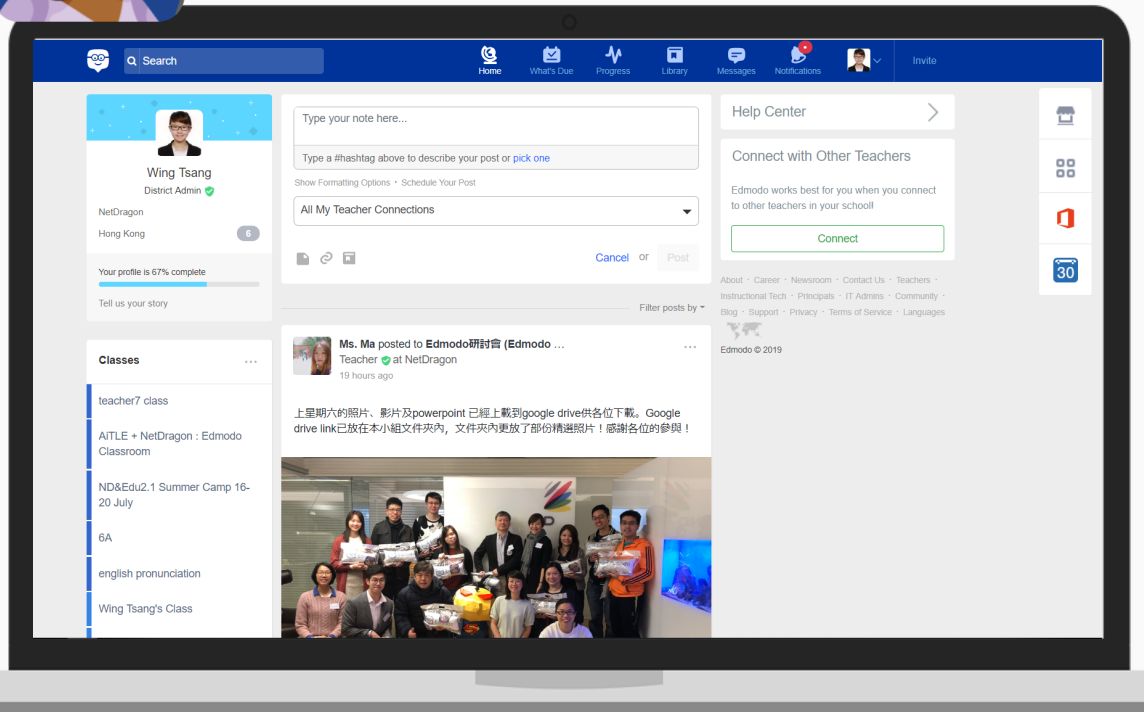 Search
Home
What's Due
Progress
Library
Messages
Notifications
Invite
Wing Tsang
District Admin
NetDragon
Hong Kong
6
Your profile is 67% complete
Tell us your story
Classes
teacher7 class
AiTLE + NetDragon : Edmodo
Classroom
ND&Edu2.1 Summer Camp 16-
20 July
6A
english pronunciation
Wing Tsang's Class
Type your note here...
Type a #hashtag above to describe your post or pick one
Show Formatting Options · Schedule Your Post
All My Teacher Connections
Cancel or Post
Filter posts by
Ms. Ma posted to Edmodo研討會 (Edmodo ...
Teacher at NetDragon
19 hours ago
上星期六的照片、影片及powerpoint 已經上載到google drive供各位下載。Google
drive link已放在本小組文件夾內，文件夾內更放了部份精選照片！感謝各位的參與！
Help Center
Connect with Other Teachers
Edmodo works best for you when you connect
to other teachers in your school!
Connect
About · Career · Newsroom · Contact Us · Teachers ·
Instructional Tech · Principals · IT Admins · Community ·
Blog · Support · Privacy · Terms of Service · Languages
Edmodo © 2019
30